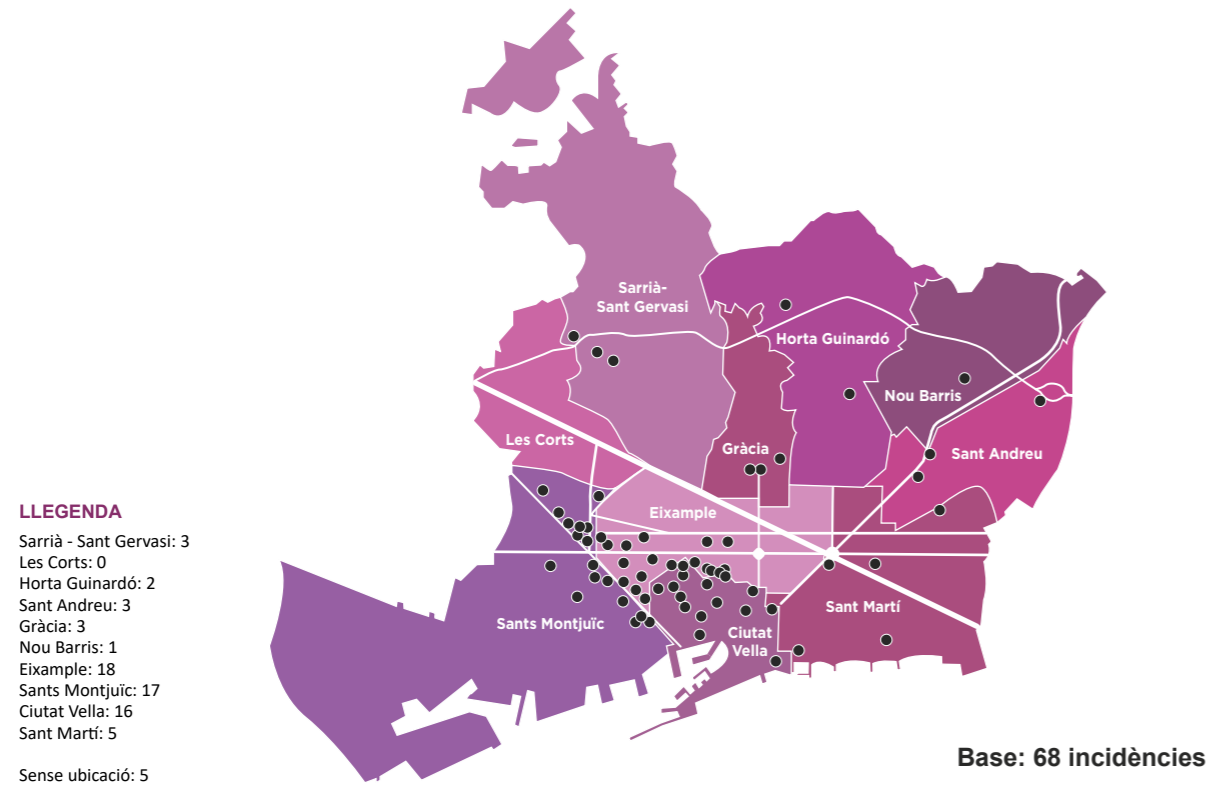 Sarrià-
Sant Gervasi
Horta Guinardó
Nou Barris
Les Corts
Gràcia
Sant Andreu
Eixample
Sants Montjuïc
Ciutat
Vella
Sant Martí
LLEGENDA
Sarrià - Sant Gervasi: 3
Les Corts: 0
Horta Guinardó: 2
Sant Andreu: 3
Gràcia: 3
Nou Barris: 1
Eixample: 18
Sants Montjuïc: 17
Ciutat Vella: 16
Sant Martí: 5
Sense ubicació: 5
Base: 68 incidències